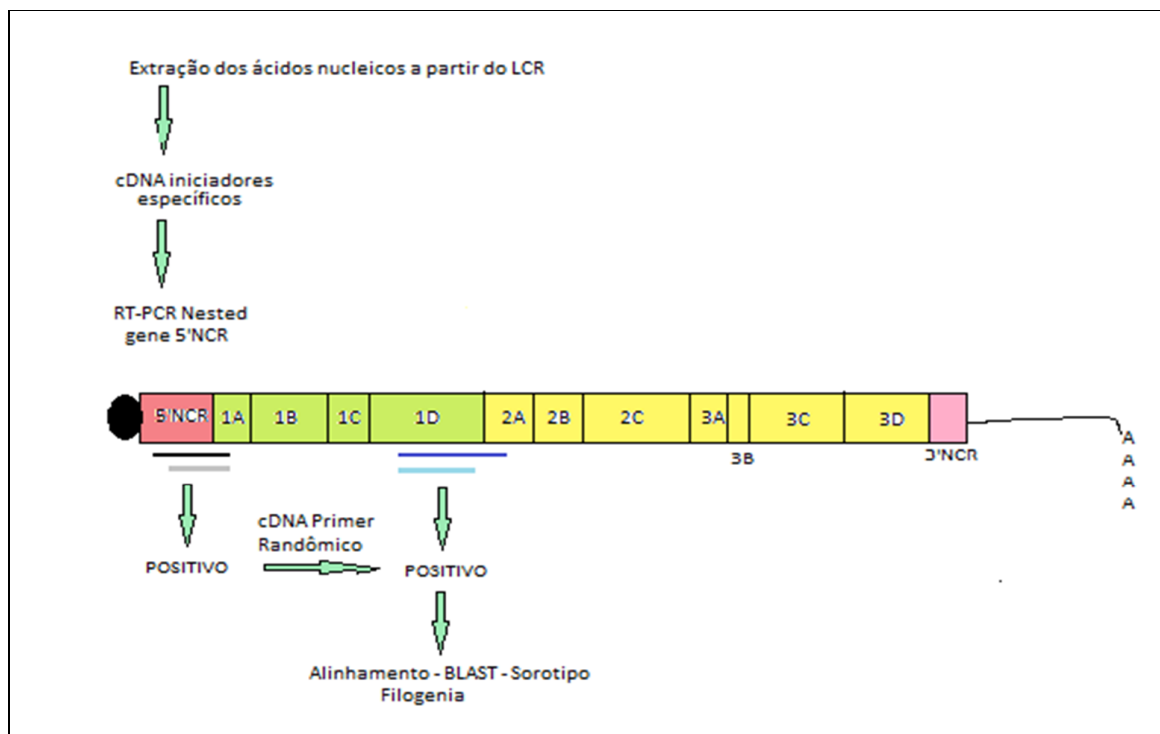 Extração dos ácidos nucleicos a partir do LCR
cDNA iniciadores
específicos
RT-PCR Nested
gene 5'NCR
5'NCR 1A 1B 1C 1D 2A 2B 2C 3A 3C 3D
3B 3'NCR
A
A
A
A
cDNA Primer
Randômico
POSITIVO
POSITIVO
Alinhamento - BLAST - Sorotipo
Filogenia